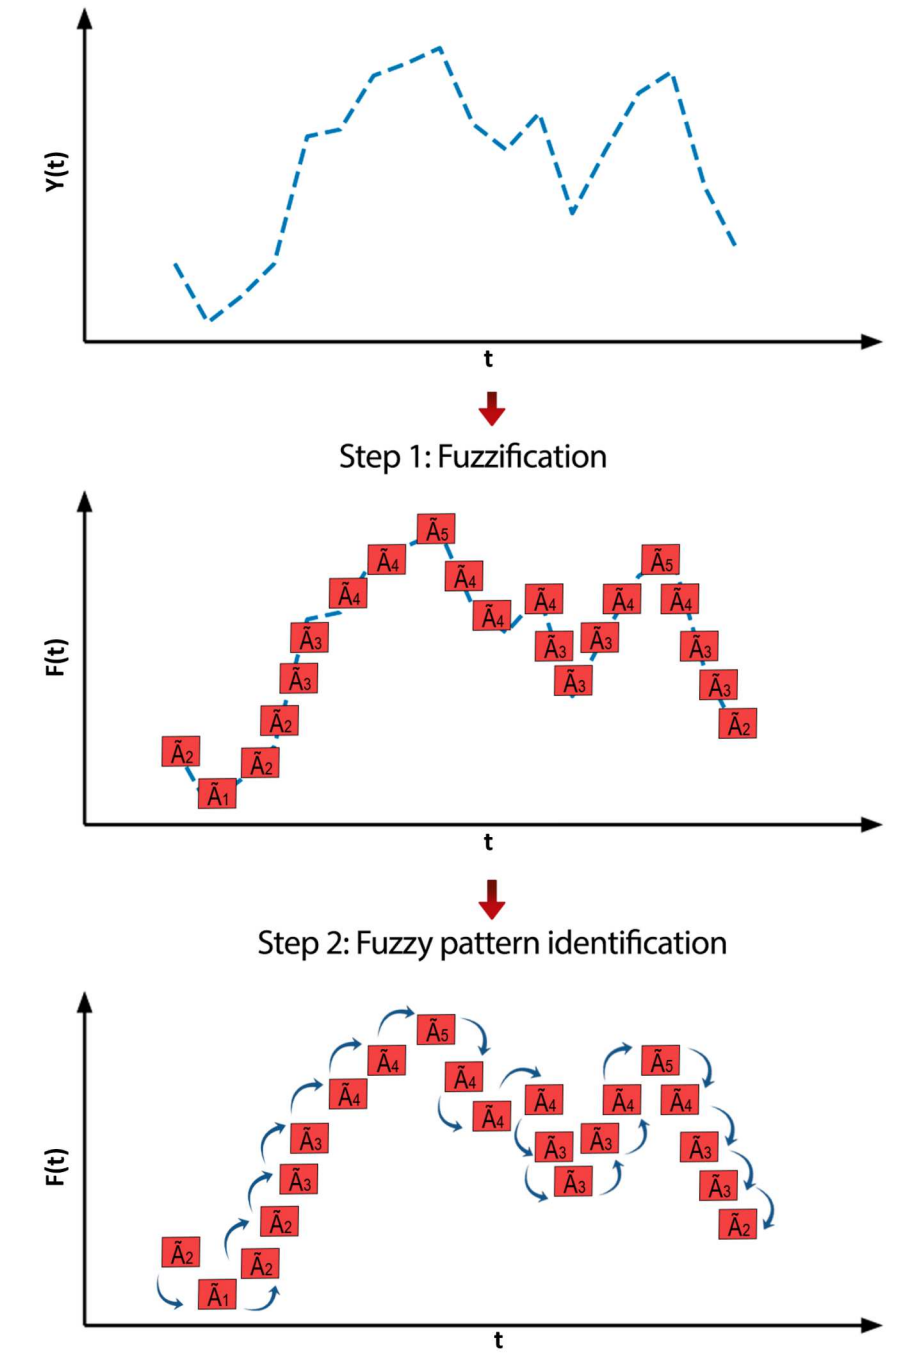 Y(t)
t
Step 1: Fuzzification
F(t)
Ã₅
Ã₄
Ã₅
Ã₄
Ã₄
Ã₄
Ã₄
Ã₄
Ã₄
Ã₃
Ã₃
Ã₃
Ã₃
Ã₃
Ã₃
Ã₃
Ã₂
Ã₂
Ã₂
Ã₂
Ã₁
t
Step 2: Fuzzy pattern identification
F(t)
Ã₅
Ã₄
Ã₅
Ã₄
Ã₄
Ã₄
Ã₄
Ã₄
Ã₄
Ã₃
Ã₃
Ã₃
Ã₃
Ã₃
Ã₃
Ã₃
Ã₂
Ã₂
Ã₂
Ã₂
Ã₁
t